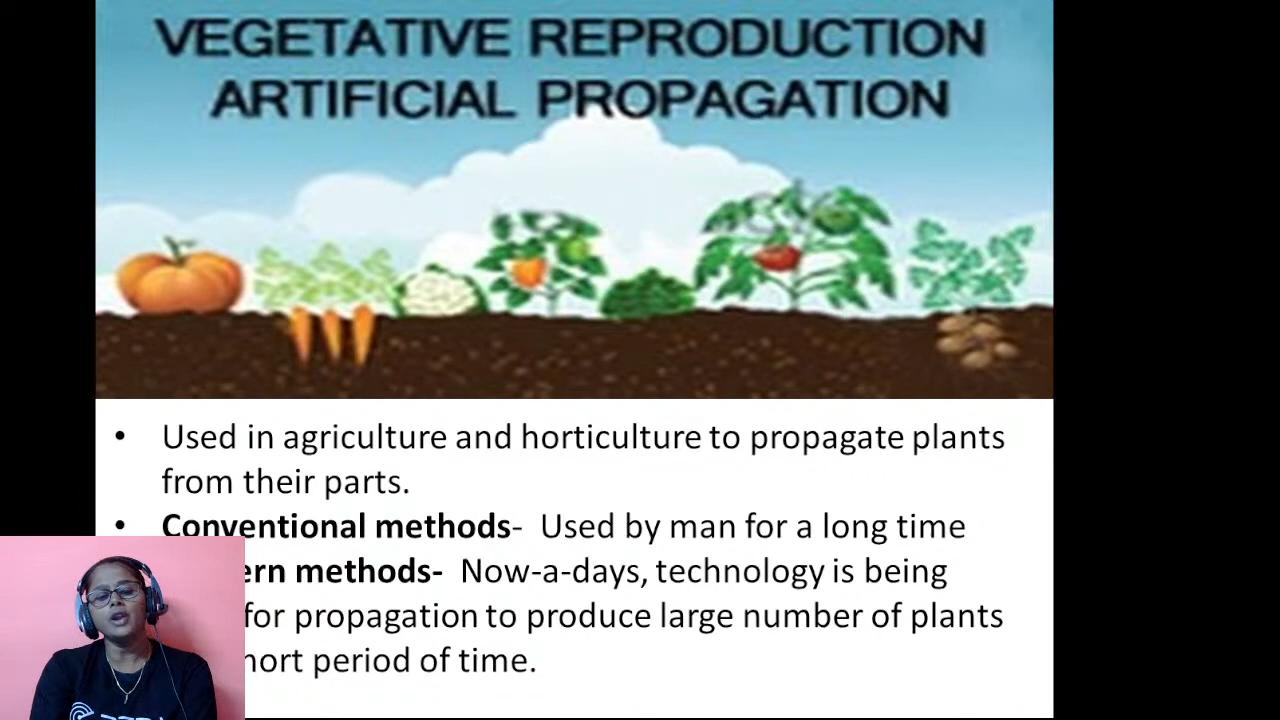 VEGETATIVE REPRODUCTION
ARTIFICIAL PROPAGATION
• Used in agriculture and horticulture to propagate plants
from their parts.
• Conventional methods- Used by man for a long time
methods- Now-a-days, technology is being
for propagation to produce large number of plants
period of time.